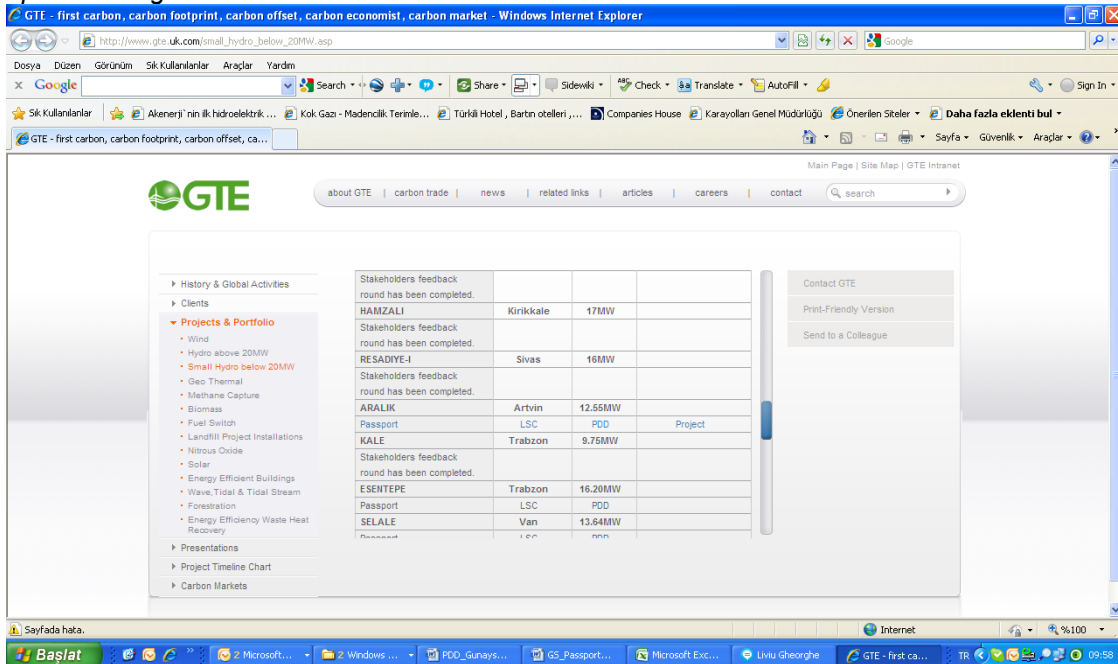 GTE - first carbon, carbon footprint, carbon offset, carbon economist, carbon market - Windows Internet Explorer
http://www.gte.uk.com/small_hydro_below_20MW.asp
Google
Dosya Düzen Görünüm Sık Kullanılanlar Araçlar Yardım
x Google Search Share Sidewiki Check Translate AutoFill Sign In
Sık Kullanılanlar Akenerji`nin ilk hidroelektrik ... Kok Gazı - Madencilik Terimle... Türkili Hotel , Bartın otelleri ,... Companies House Karayolları Genel Müdürlüğü Önerilen Siteler Daha fazla eklenti bul
GTE - first carbon, carbon footprint, carbon offset, ca... Sayfa Güvenlik Araçlar
Main Page | Site Map | GTE Intranet
GTE
about GTE | carbon trade | news | related links | articles | careers | contact search
History & Global Activities
Clients
Projects & Portfolio
Wind
Hydro above 20MW
Small Hydro below 20MW
Geo Thermal
Methane Capture
Biomass
Fuel Switch
Landfill Project Installations
Nitrous Oxide
Solar
Energy Efficient Buildings
Wave,Tidal & Tidal Stream
Forestration
Energy Efficiency Waste Heat
Recovery
Presentations
Project Timeline Chart
Carbon Markets
Stakeholders feedback
round has been completed.
HAMZALI Kirikkale 17MW
Stakeholders feedback
round has been completed.
RESADIYE-I Sivas 16MW
Stakeholders feedback
round has been completed.
ARALIK Artvin 12.55MW
Passport LSC PDD Project
KALE Trabzon 9.75MW
Stakeholders feedback
round has been completed.
ESENTEPE Trabzon 16.20MW
Passport LSC PDD
SELALE Van 13.64MW
Passport LSC PDD
Contact GTE
Print-Friendly Version
Send to a Colleague
Sayfada hata. Internet %100
Başlat 2 Microsoft... 2 Windows ... PDD_Gunays... GS_Passport... Microsoft Exc... Liviu Gheorghe GTE - first ca... TR 09:58